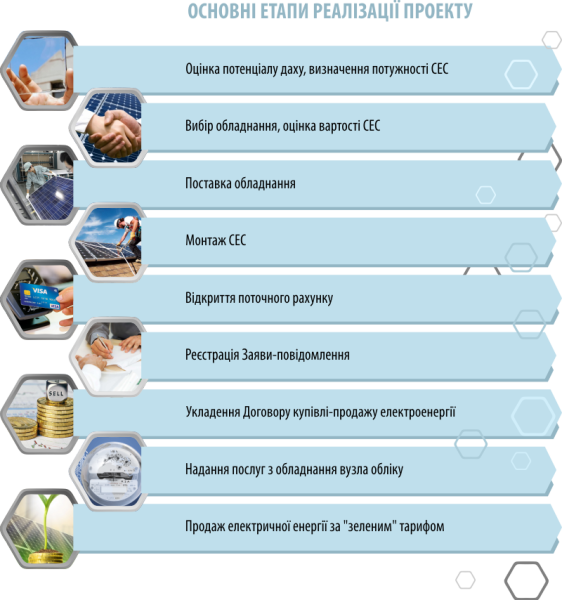 ОСНОВНІ ЕТАПИ РЕАЛІЗАЦІЇ ПРОЕКТУ
Оцінка потенціалу даху, визначення потужності СЕС
Вибір обладнання, оцінка вартості СЕС
Поставка обладнання
Монтаж СЕС
VISA
Відкриття поточного рахунку
Реєстрація Заяви-повідомлення
SELL
Укладення Договору купівлі-продажу електроенергії
Надання послуг з обладнання вузла обліку
Продаж електричної енергії за "зеленим" тарифом